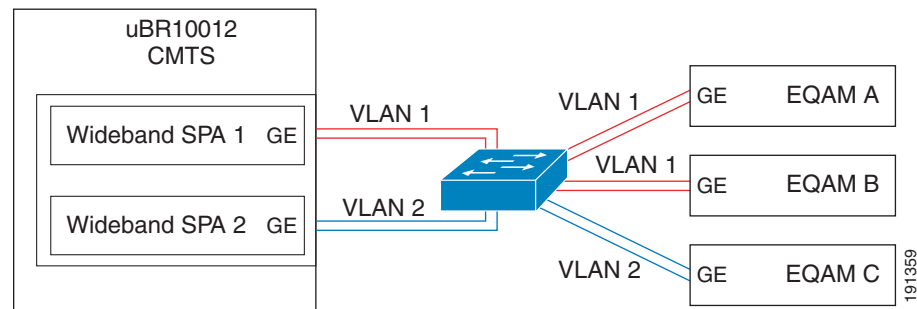 uBR10012
CMTS
Wideband SPA 1 GE
VLAN 1
Wideband SPA 2 GE
VLAN 2
VLAN 1
GE EQAM A
VLAN 1
GE EQAM B
VLAN 2
GE EQAM C
191359